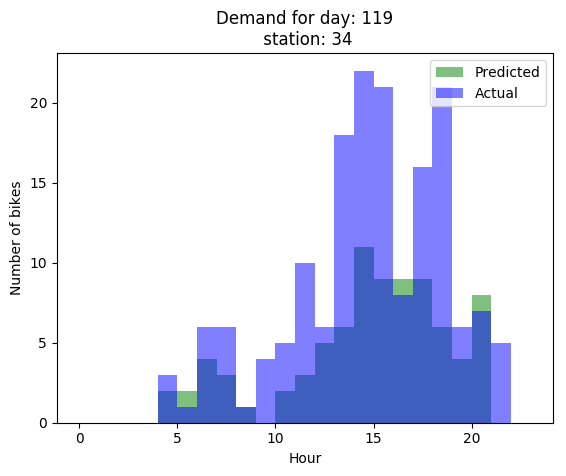 Demand for day: 119
station: 34
Predicted
Actual
Number of bikes
20
15
10
5
0
0
5
10
15
20
Hour